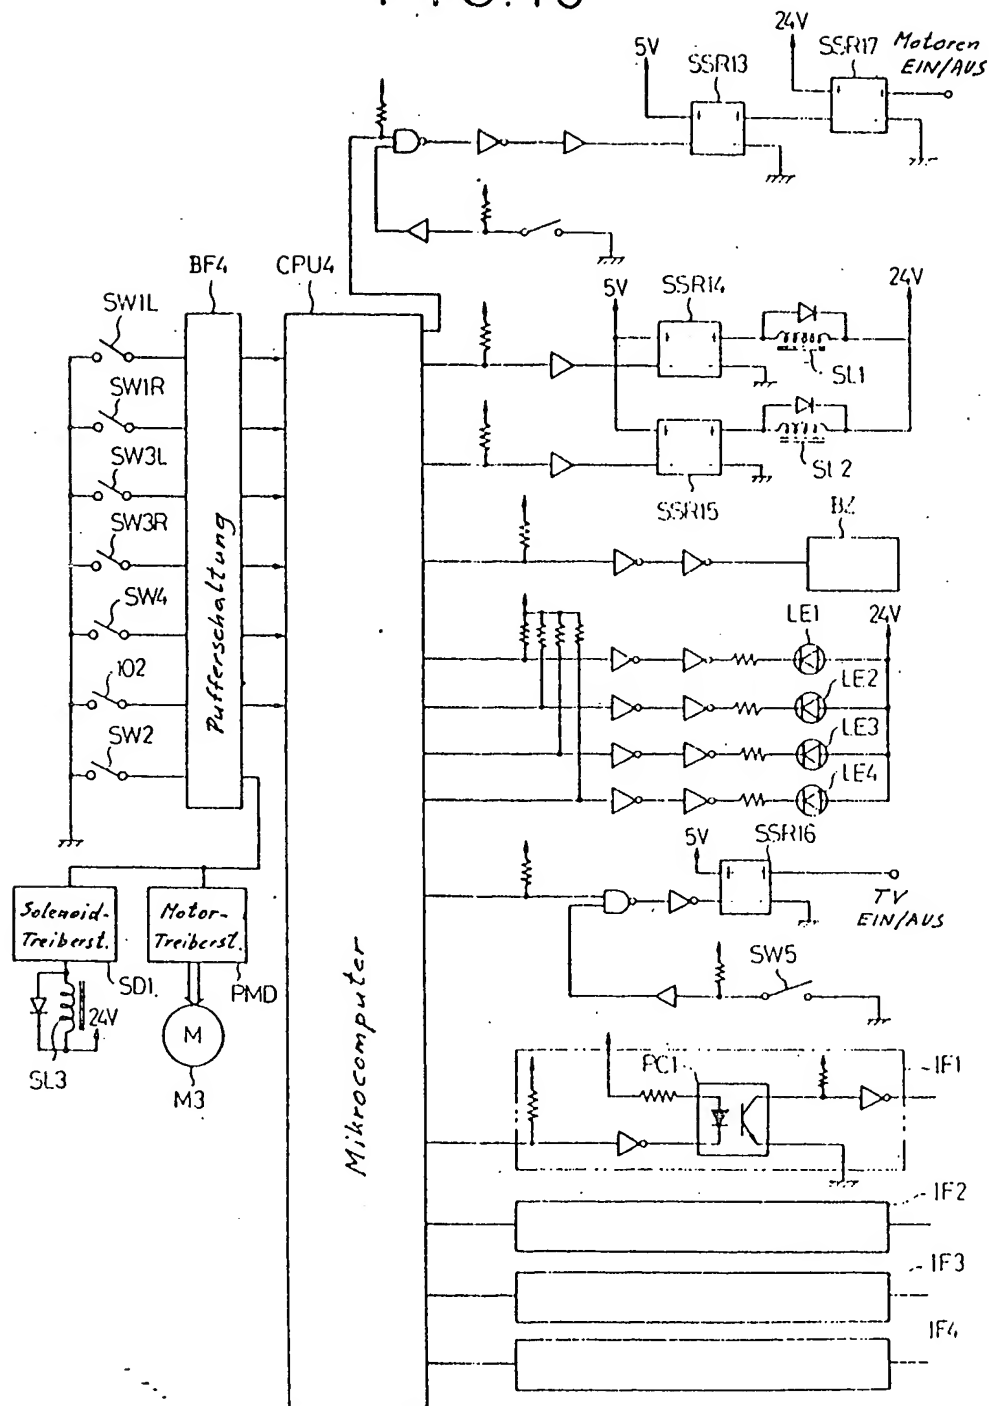 5V
SSR13
24V
SSR17
Motoren
EIN/AUS
BF4
CPU4
SW1L
SW1R
SW3L
SW3R
SW4
102
SW2
Pufferschaltung
Mikrocomputer
5V
SSR14
24V
SL1
SL2
SSR15
BZ
LE1
24V
LE2
LE3
LE4
5V
SSR16
TV
EIN/AUS
SW5
Solenoid-
Treiberst.
Motor-
Treiberst.
SD1
PMD
24V
SL3
M
M3
PC1
IF1
IF2
IF3
IF4